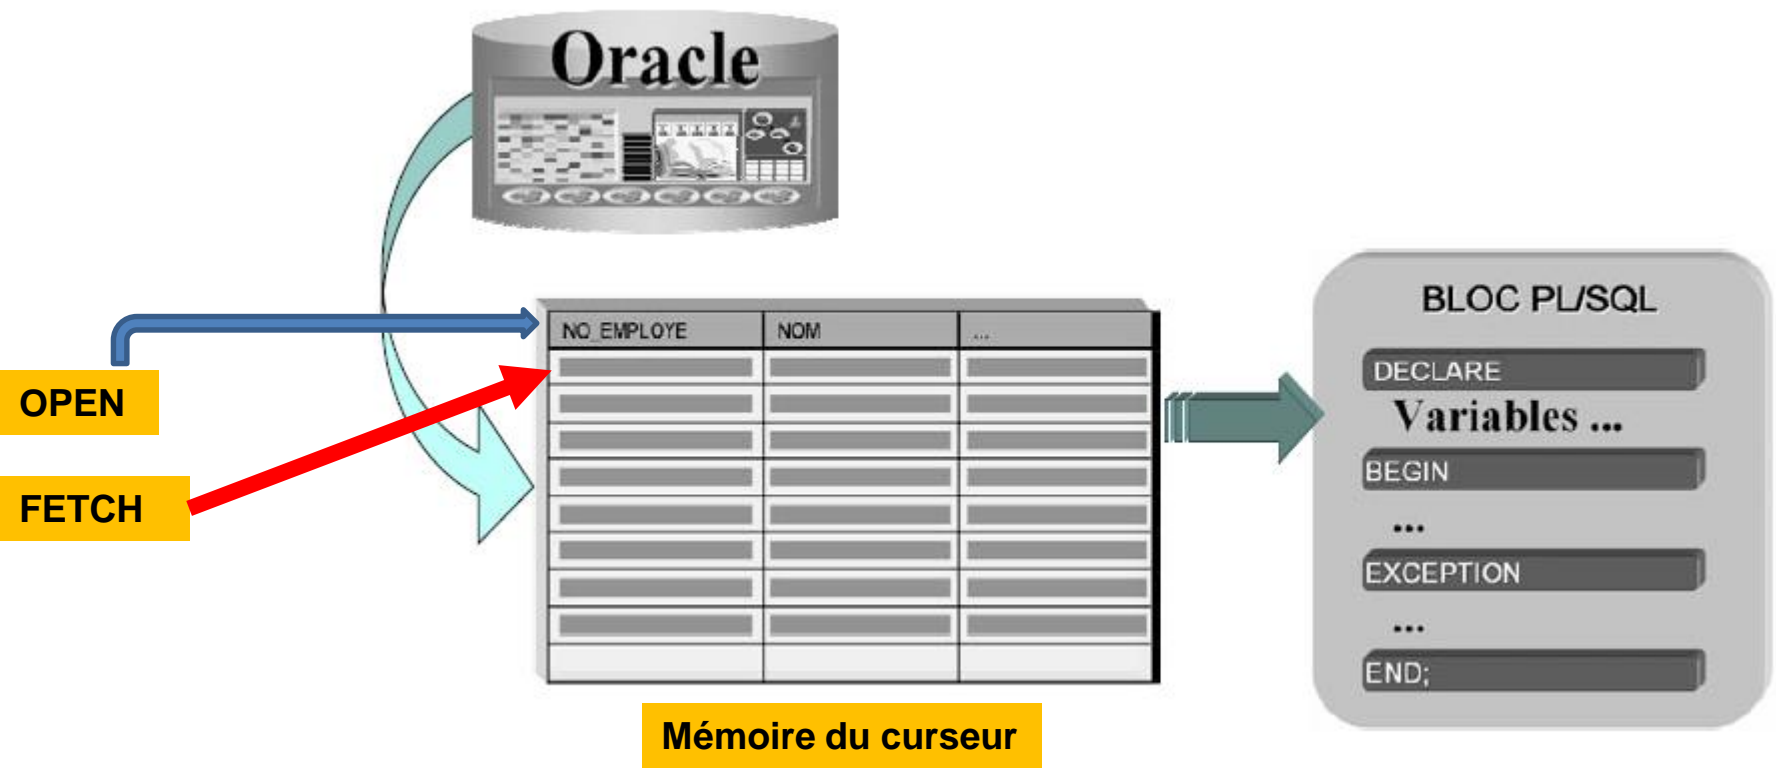 Oracle
NO_EMPLOYE NOM ...
OPEN
FETCH
Mémoire du curseur
BLOC PL/SQL
DECLARE
Variables ...
BEGIN
...
EXCEPTION
...
END;